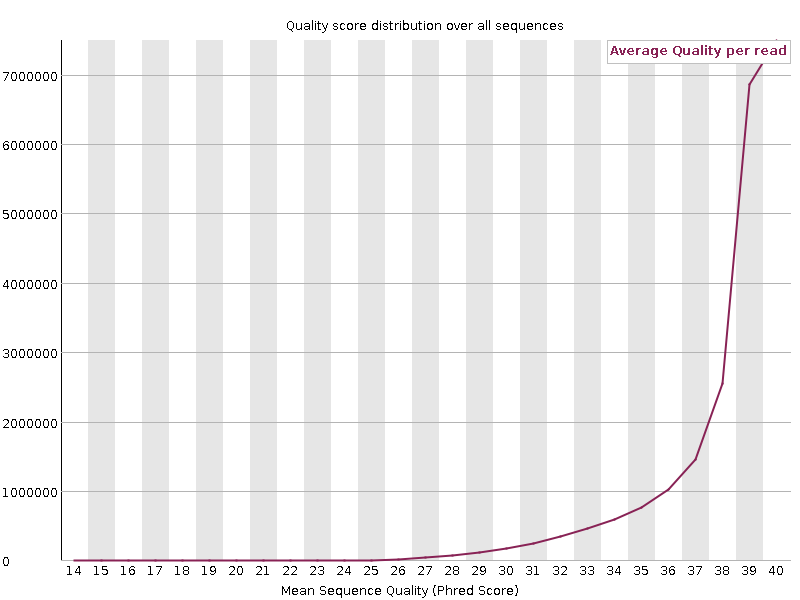 Quality score distribution over all sequences
Average Quality per read
7000000
6000000
5000000
4000000
3000000
2000000
1000000
0
14 15 16 17 18 19 20 21 22 23 24 25 26 27 28 29 30 31 32 33 34 35 36 37 38 39 40
Mean Sequence Quality (Phred Score)